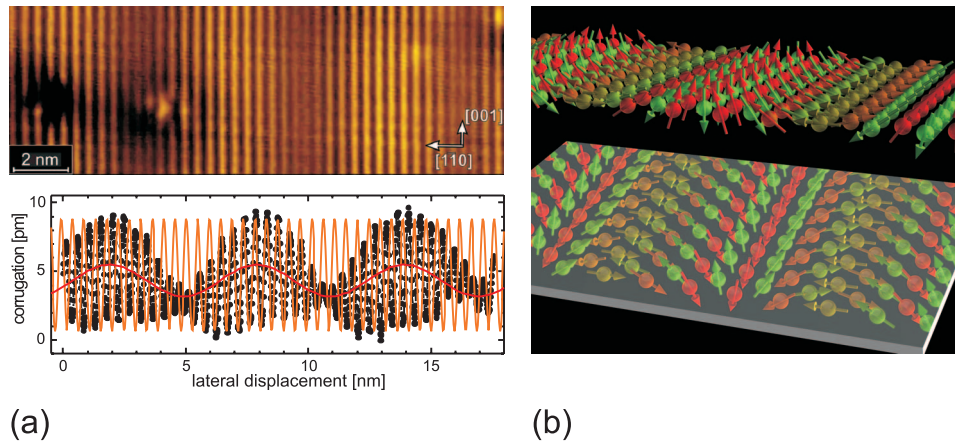 [001]
[110]
2 nm
corrugation [pm]
10
5
0
0 5 10 15
lateral displacement [nm]
(a) (b)